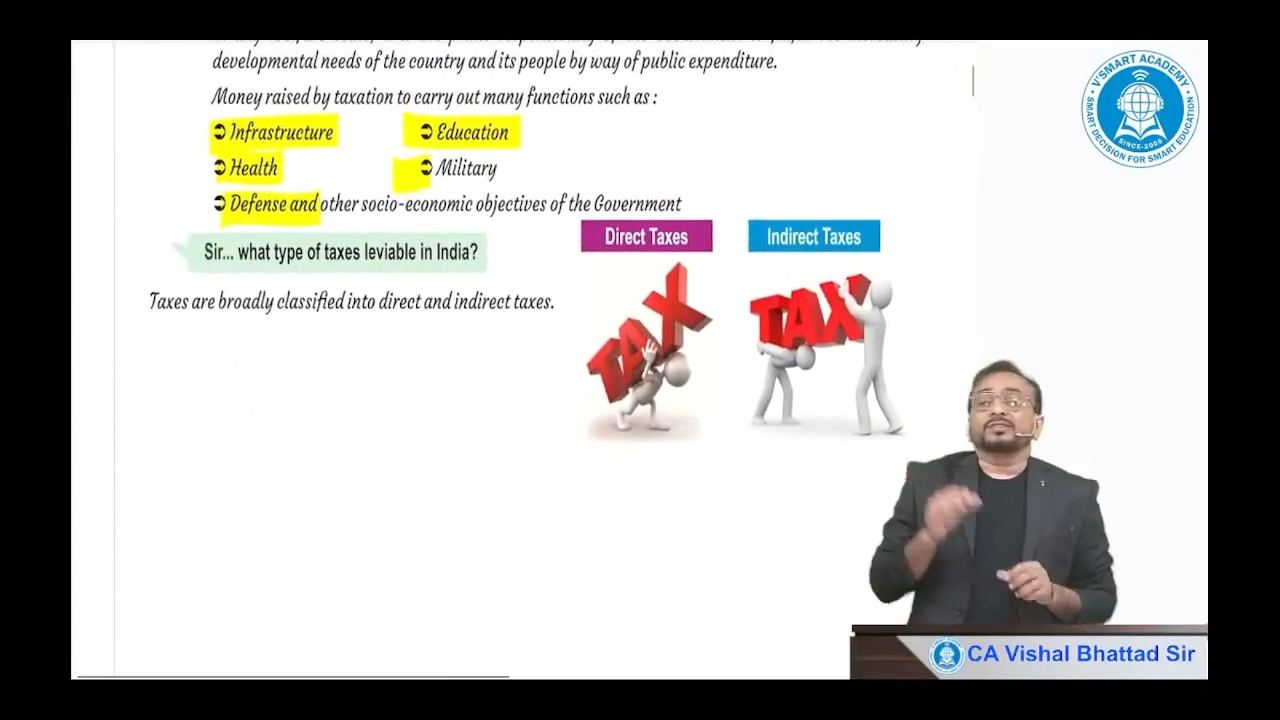 developmental needs of the country and its people by way of public expenditure.
Money raised by taxation to carry out many functions such as :
➲ Infrastructure ➲ Education
➲ Health ➲ Military
➲ Defense and other socio-economic objectives of the Government
Direct Taxes Indirect Taxes
Sir... what type of taxes leviable in India?
Taxes are broadly classified into direct and indirect taxes.
TAX
TAX
V'SMART ACADEMY
SMART DECISION FOR SMART EDUCATION
SINCE-2005
CA Vishal Bhattad Sir